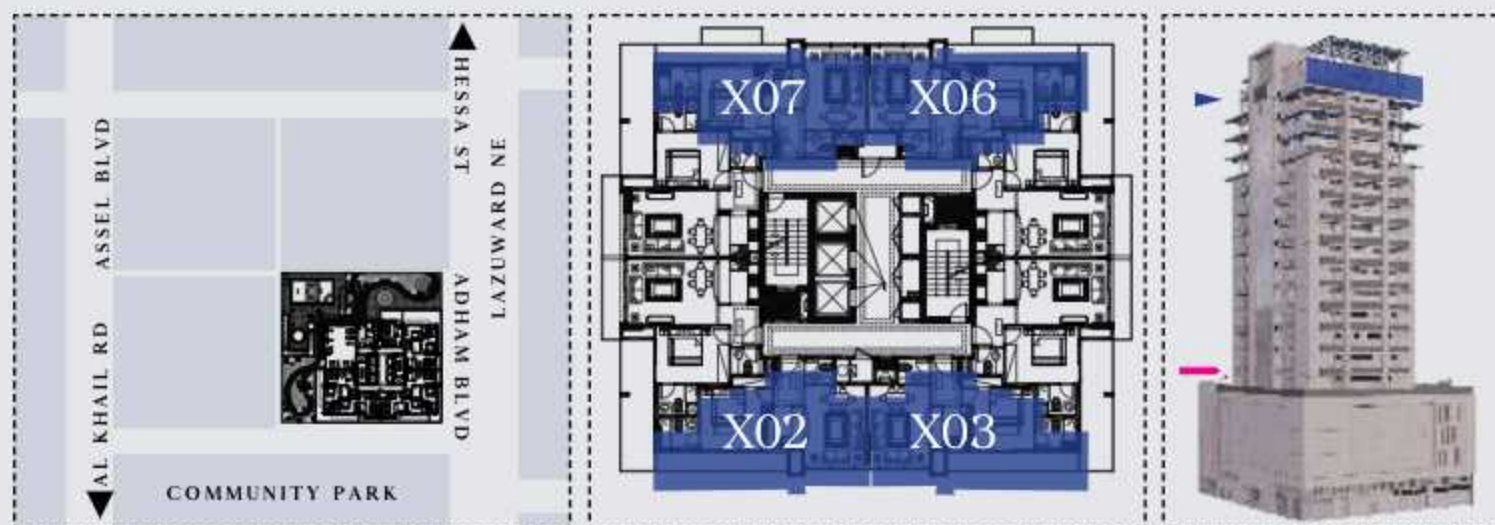 HESSA ST
ASSEL BLVD
LAZUWARD NE
ADHAM BLVD
AL KHAIL RD
COMMUNITY PARK
X07
X06
X02
X03